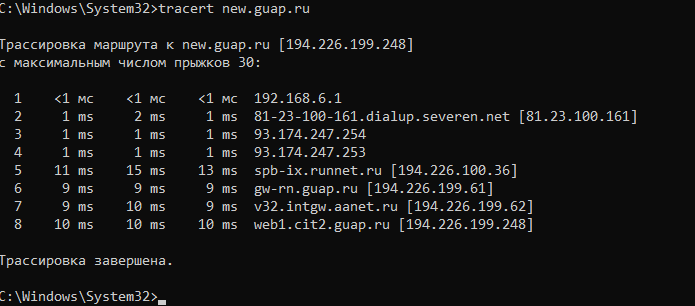 C:\Windows\System32>tracert new.guap.ru
Трассировка маршрута к new.guap.ru [194.226.199.248]
с максимальным числом прыжков 30:
1 <1 мс <1 мс <1 мс 192.168.6.1
2 1 ms 2 ms 1 ms 81-23-100-161.dialup.severen.net [81.23.100.161]
3 1 ms 1 ms 1 ms 93.174.247.254
4 1 ms 1 ms 1 ms 93.174.247.253
5 11 ms 15 ms 13 ms spb-ix.runnet.ru [194.226.100.36]
6 9 ms 9 ms 9 ms gw-rn.guap.ru [194.226.199.61]
7 9 ms 10 ms 9 ms v32.intgw.aanet.ru [194.226.199.62]
8 10 ms 10 ms 10 ms web1.cit2.guap.ru [194.226.199.248]
Трассировка завершена.
C:\Windows\System32>